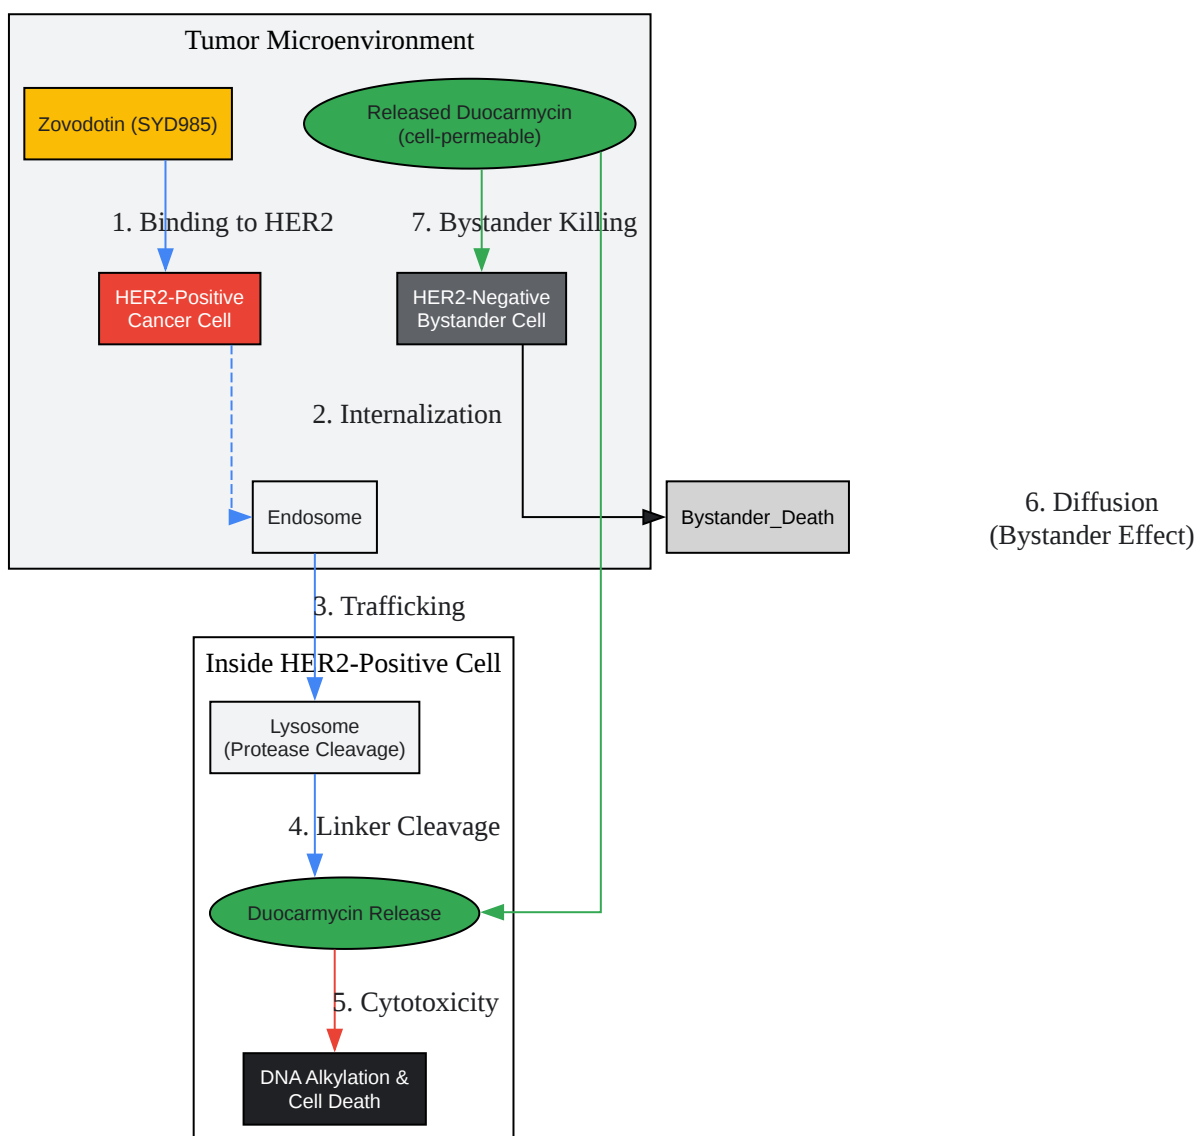 Tumor Microenvironment
Zovodotin (SYD985)
Released Duocarmycin
(cell-permeable)
1. Binding to HER2
7. Bystander Killing
HER2-Positive
Cancer Cell
HER2-Negative
Bystander Cell
2. Internalization
Endosome
Bystander_Death
6. Diffusion
(Bystander Effect)
3. Trafficking
Inside HER2-Positive Cell
Lysosome
(Protease Cleavage)
4. Linker Cleavage
Duocarmycin Release
5. Cytotoxicity
DNA Alkylation &
Cell Death